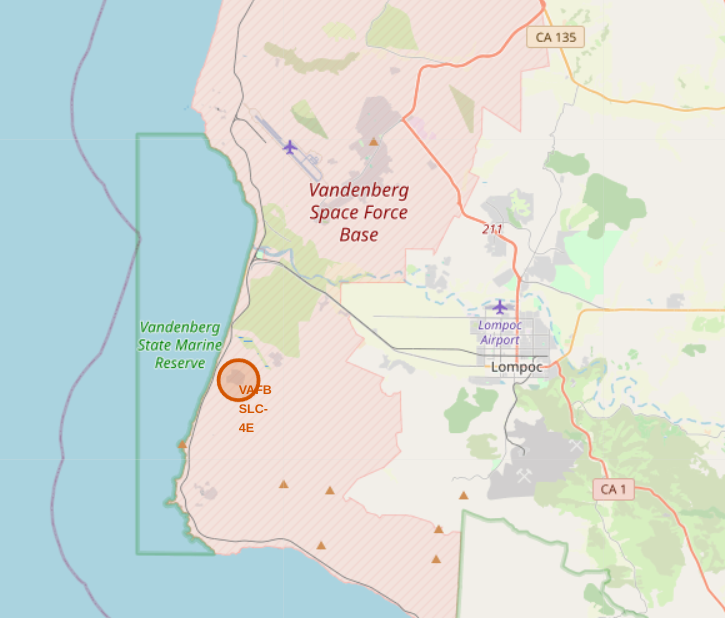 CA 135
Vandenberg
Space Force
Base
211
Vandenberg
State Marine
Reserve
Lompoc
Airport
Lompoc
VAFB
SLC-
4E
CA 1